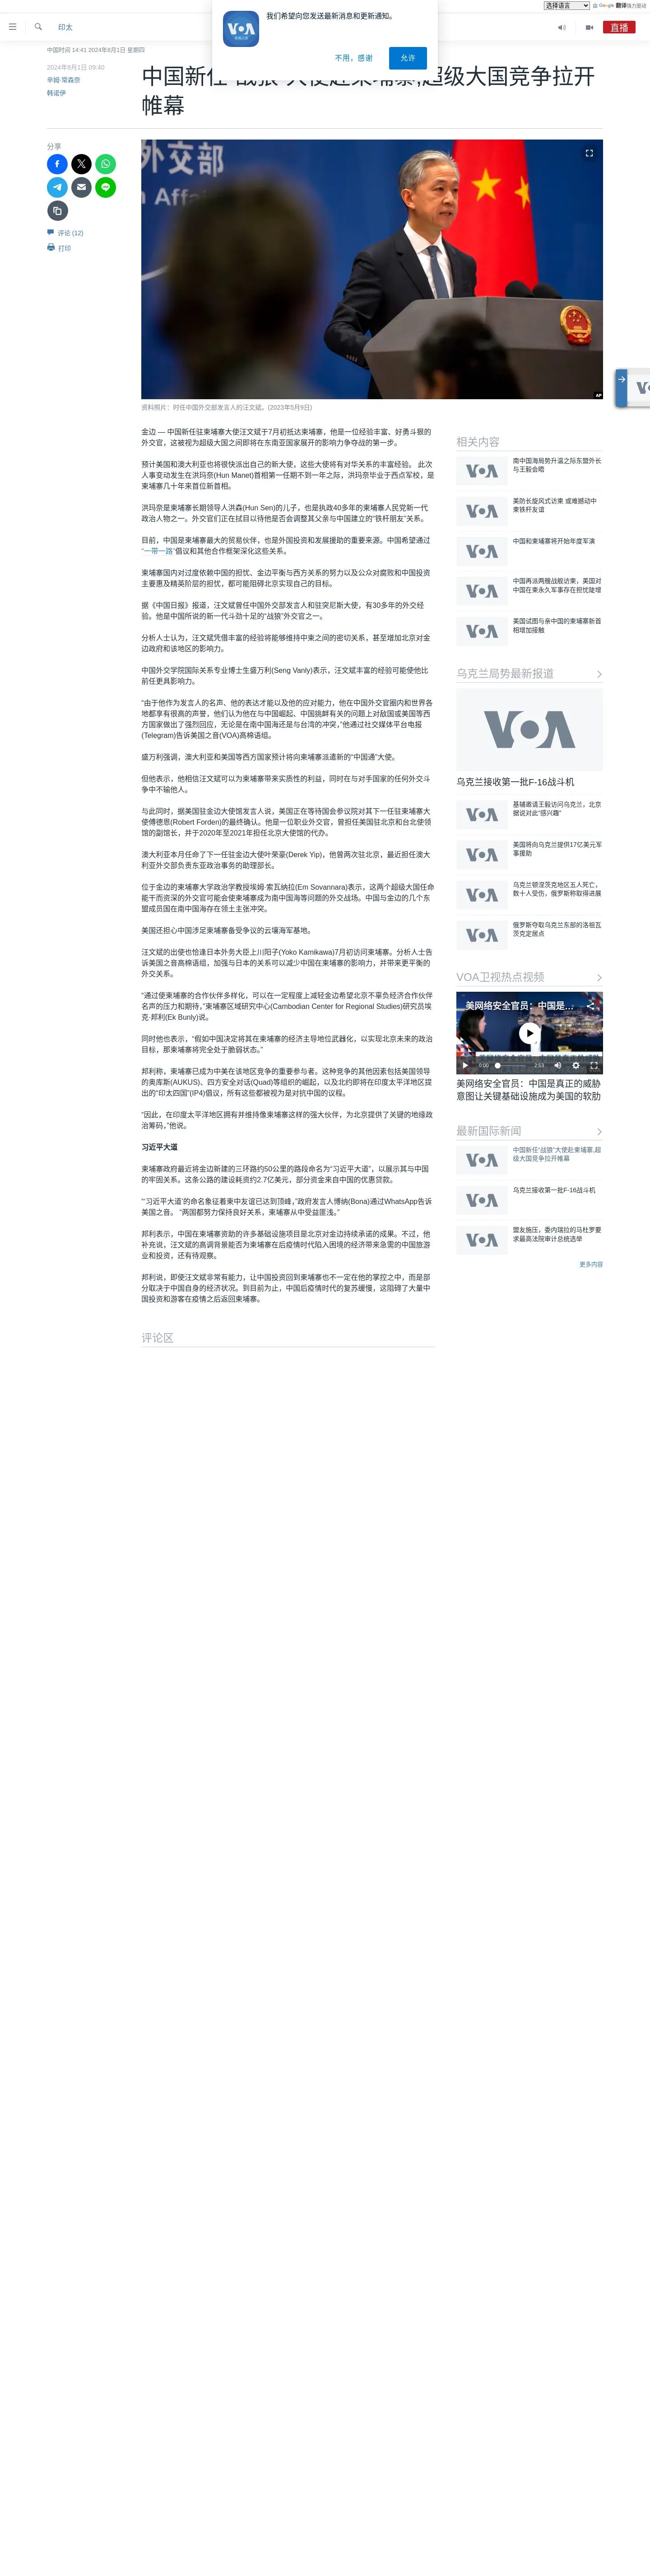 选择语言
由 Google 翻译强力驱动
VOA
我们希望向您发送最新消息和更新通知。
不用，感谢
允许
印太
直播
中国时间 14:41 2024年8月1日 星期四
2024年8月1日 09:40
辛姆·常森奈
韩诺伊
中国新任“战狼”大使赴柬埔寨,超级大国竞争拉开
帷幕
分享
评论 (12)
打印
外交部
AP
资料照片：时任中国外交部发言人的汪文斌。(2023年5月9日)
金边 — 中国新任驻柬埔寨大使汪文斌于7月初抵达柬埔寨，他是一位经验丰富、好勇斗狠的
外交官，这被视为超级大国之间即将在东南亚国家展开的影响力争夺战的第一步。
预计美国和澳大利亚也将很快派出自己的新大使，这些大使将有对华关系的丰富经验。 此次
人事变动发生在洪玛奈(Hun Manet)首相第一任期不到一年之际，洪玛奈毕业于西点军校，是
柬埔寨几十年来首位新首相。
洪玛奈是柬埔寨长期领导人洪森(Hun Sen)的儿子，也是执政40多年的柬埔寨人民党新一代
政治人物之一。外交官们正在拭目以待他是否会调整其父亲与中国建立的“铁杆朋友”关系。
目前，中国是柬埔寨最大的贸易伙伴，也是外国投资和发展援助的重要来源。中国希望通过
“一带一路”倡议和其他合作框架深化这些关系。
柬埔寨国内对过度依赖中国的担忧、金边平衡与西方关系的努力以及公众对腐败和中国投资
主要惠及精英阶层的担忧，都可能阻碍北京实现自己的目标。
据《中国日报》报道，汪文斌曾任中国外交部发言人和驻突尼斯大使，有30多年的外交经
验。他是中国所说的新一代斗劲十足的“战狼”外交官之一。
分析人士认为，汪文斌凭借丰富的经验将能够维持中柬之间的密切关系，甚至增加北京对金
边政府和该地区的影响力。
中国外交学院国际关系专业博士生盛万利(Seng Vanly)表示，汪文斌丰富的经验可能使他比
前任更具影响力。
“由于他作为发言人的名声、他的表达才能以及他的应对能力，他在中国外交官圈内和世界各
地都享有很高的声誉，他们认为他在与中国崛起、中国挑衅有关的问题上对敌国或美国等西
方国家做出了强烈回应，无论是在南中国海还是与台湾的冲突，”他通过社交媒体平台电报
(Telegram)告诉美国之音(VOA)高棉语组。
盛万利强调，澳大利亚和美国等西方国家预计将向柬埔寨派遣新的“中国通”大使。
但他表示，他相信汪文斌可以为柬埔寨带来实质性的利益，同时在与对手国家的任何外交斗
争中不输他人。
与此同时，据美国驻金边大使馆发言人说，美国正在等待国会参议院对其下一任驻柬埔寨大
使傅德恩(Robert Forden)的最终确认。他是一位职业外交官，曾担任美国驻北京和台北使领
馆的副馆长，并于2020年至2021年担任北京大使馆的代办。
澳大利亚本月任命了下一任驻金边大使叶荣豪(Derek Yip)，他曾两次驻北京，最近担任澳大
利亚外交部负责东亚政治事务的助理部长。
位于金边的柬埔寨大学政治学教授埃姆·索瓦纳拉(Em Sovannara)表示，这两个超级大国任命
能干而资深的外交官可能会使柬埔寨成为南中国海等问题的外交战场。中国与金边的几个东
盟成员国在南中国海存在领土主张冲突。
美国还担心中国涉足柬埔寨备受争议的云壤海军基地。
汪文斌的出使也恰逢日本外务大臣上川阳子(Yoko Kamikawa)7月初访问柬埔寨。分析人士告
诉美国之音高棉语组，加强与日本的关系可以减少中国在柬埔寨的影响力，并带来更平衡的
外交关系。
“通过使柬埔寨的合作伙伴多样化，可以在一定程度上减轻金边希望北京不辜负经济合作伙伴
名声的压力和期待，”柬埔寨区域研究中心(Cambodian Center for Regional Studies)研究员埃
克·邦利(Ek Bunly)说。
同时他也表示，“假如中国决定将其在柬埔寨的经济主导地位武器化，以实现北京未来的政治
目标，那柬埔寨将完全处于脆弱状态。”
邦利称，柬埔寨已成为中美在该地区竞争的重要参与者。这种竞争的其他因素包括美国领导
的奥库斯(AUKUS)、四方安全对话(Quad)等组织的崛起，以及北约即将在印度太平洋地区提
出的“印太四国”(IP4)倡议，所有这些都被视为是对抗中国的议程。
“因此，在印度太平洋地区拥有并维持像柬埔寨这样的强大伙伴，为北京提供了关键的地缘政
治筹码，”他说。
习近平大道
柬埔寨政府最近将金边新建的三环路约50公里的路段命名为“习近平大道”，以展示其与中国
的牢固关系。这条公路的建设耗资约2.7亿美元，部分资金来自中国的优惠贷款。
“‘习近平大道’的命名象征着柬中友谊已达到顶峰，”政府发言人博纳(Bona)通过WhatsApp告诉
美国之音。 “两国都努力保持良好关系，柬埔寨从中受益匪浅。”
邦利表示，中国在柬埔寨资助的许多基础设施项目是北京对金边持续承诺的成果。不过，他
补充说，汪文斌的高调背景能否为柬埔寨在后疫情时代陷入困境的经济带来急需的中国旅游
业和投资，还有待观察。
邦利说，即使汪文斌非常有能力，让中国投资回到柬埔寨也不一定在他的掌控之中，而是部
分取决于中国自身的经济状况。到目前为止，中国后疫情时代的复苏缓慢，这阻碍了大量中
国投资和游客在疫情之后返回柬埔寨。
评论区
相关内容
南中国海局势升温之际东盟外长
与王毅会晤
美防长旋风式访柬 或难撼动中
柬铁杆友谊
中国和柬埔寨将开始年度军演
中国再派两艘战舰访柬，美国对
中国在柬永久军事存在担忧陡增
美国试图与亲中国的柬埔寨新首
相增加接触
乌克兰局势最新报道
乌克兰接收第一批F-16战斗机
基辅邀请王毅访问乌克兰，北京
据说对此“感兴趣”
美国将向乌克兰提供17亿美元军
事援助
乌克兰顿涅茨克地区五人死亡，
数十人受伤，俄罗斯称取得进展
俄罗斯夺取乌克兰东部的洛祖瓦
茨克定居点
VOA卫视热点视频
美网络安全官员：中国是...
0:00
2:53
美网络安全官员：中国是真正的威胁
意图让关键基础设施成为美国的软肋
最新国际新闻
中国新任“战狼”大使赴柬埔寨,超
级大国竞争拉开帷幕
乌克兰接收第一批F-16战斗机
盟友施压，委内瑞拉的马杜罗要
求最高法院审计总统选举
更多内容